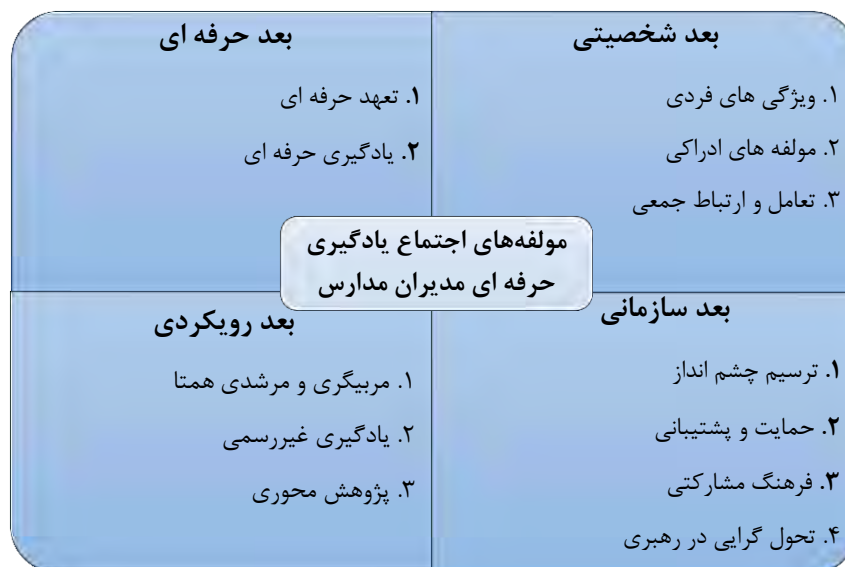 بعد شخصیتی
۱. ویژگی های فردی
۲. مولفه های ادراکی
۳. تعامل و ارتباط جمعی
بعد حرفه ای
۱. تعهد حرفه ای
۲. یادگیری حرفه ای
مولفه‌های اجتماع یادگیری
حرفه ای مدیران مدارس
بعد سازمانی
۱. ترسیم چشم انداز
۲. حمایت و پشتیبانی
۳. فرهنگ مشارکتی
۴. تحول گرایی در رهبری
بعد رویکردی
۱. مربیگری و مرشدی همتا
۲. یادگیری غیررسمی
۳. پژوهش محوری